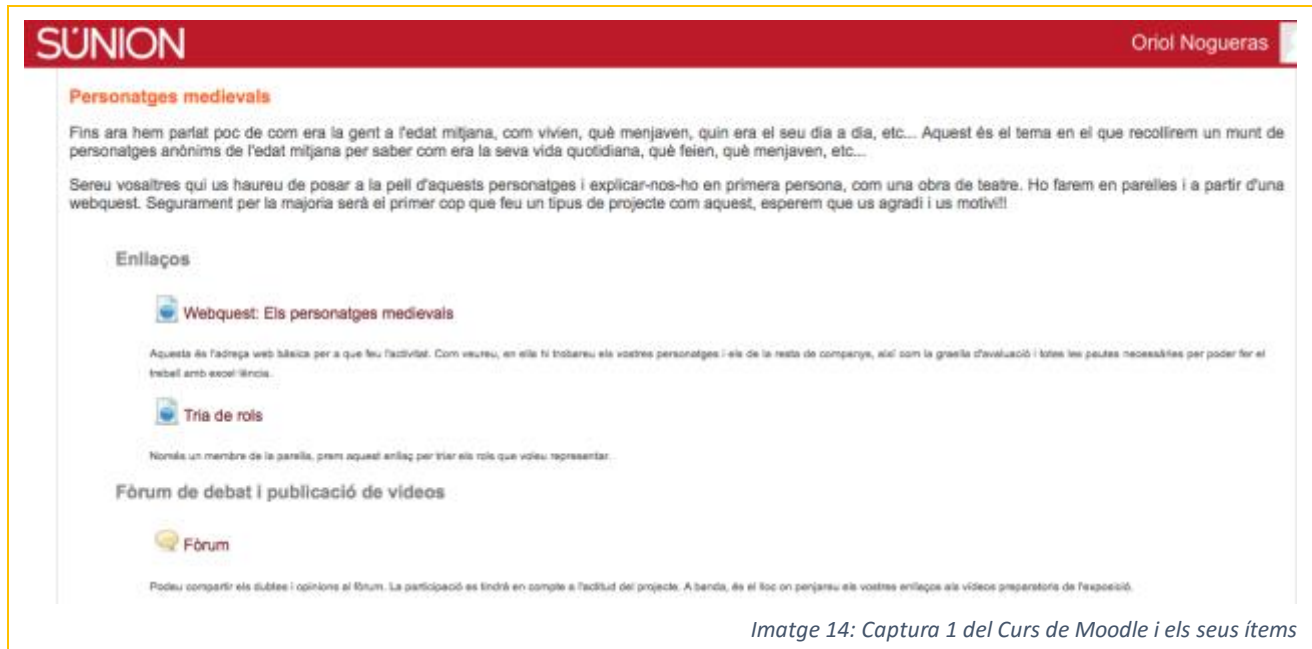 SÚNION
Oriol Nogueras
Personatges medievals
Fins ara hem parlat poc de com era la gent a l'edat mitjana, com vivien, què menjaven, quin era el seu dia a dia, etc... Aquest és el tema en el que recollirem un munt de
personatges anònims de l'edat mitjana per saber com era la seva vida quotidiana, què feien, què menjaven, etc...
Sereu vosaltres qui us haureu de posar a la pell d'aquests personatges i explicar-nos-ho en primera persona, com una obra de teatre. Ho farem en parelles i a partir d'una
webquest. Segurament per la majoria serà el primer cop que feu un tipus de projecte com aquest, esperem que us agradi i us motivi!!
Enllaços
Webquest: Els personatges medievals
Aquesta és l'adreça web bàsica per a que feu l'activitat. Com veureu, en ella hi trobareu els vostres personatges i els de la resta de companys, així com la graella d'avaluació i totes les pautes necessàries per poder fer el
treball amb excel·lència.
Tria de rols
Només un membre de la parella, prem aquest enllaç per triar els rols que voleu representar.
Fòrum de debat i publicació de vídeos
Fòrum
Podeu compartir els dubtes i opinions al fòrum. La participació es tindrà en compte a l'actitud del projecte. A banda, és el lloc on penjareu els vostres enllaços als vídeos preparatoris de l'exposició.
Imatge 14: Captura 1 del Curs de Moodle i els seus ítems